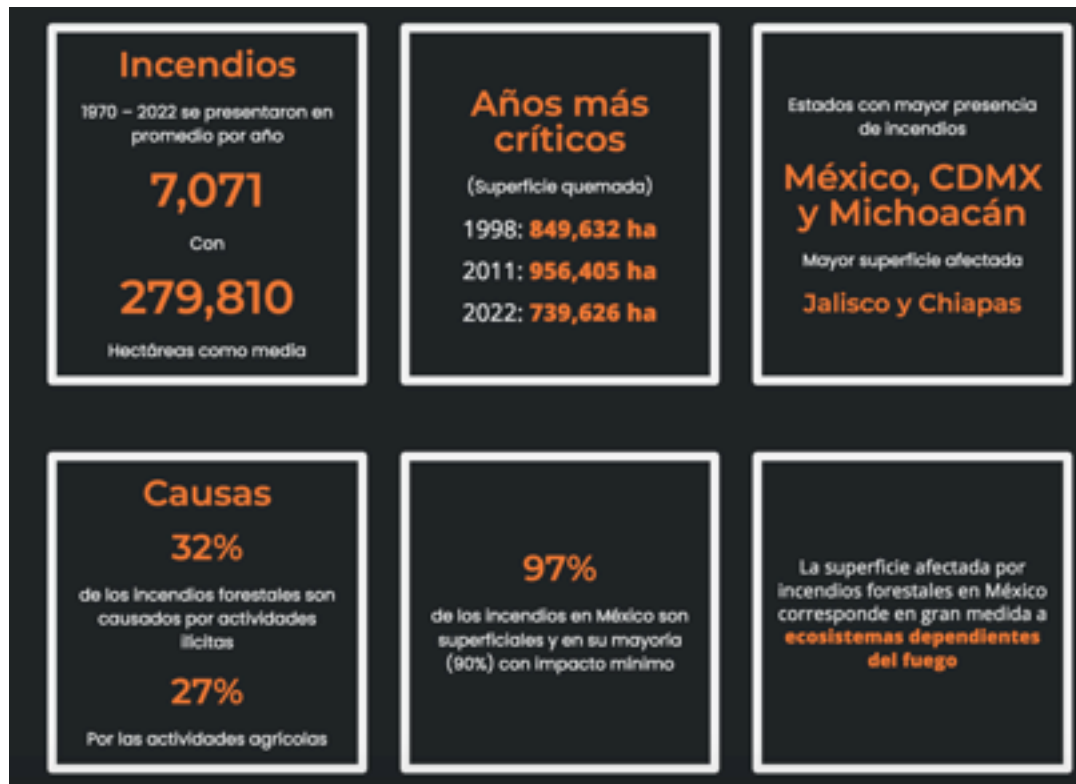 Incendios
1970 – 2022 se presentaron en
promedio por año
7,071
Con
279,810
Hectáreas como media
Años más
críticos
(Superficie quemada)
1998: 849,632 ha
2011: 956,405 ha
2022: 739,626 ha
Estados con mayor presencia
de incendios
México, CDMX
y Michoacán
Mayor superficie afectada
Jalisco y Chiapas
Causas
32%
de los incendios forestales son
causados por actividades
ilícitas
27%
Por las actividades agrícolas
97%
de los incendios en México son
superficiales y en su mayoría
(90%) con impacto mínimo
La superficie afectada por
incendios forestales en México
corresponde en gran medida a
ecosistemas dependientes
del fuego